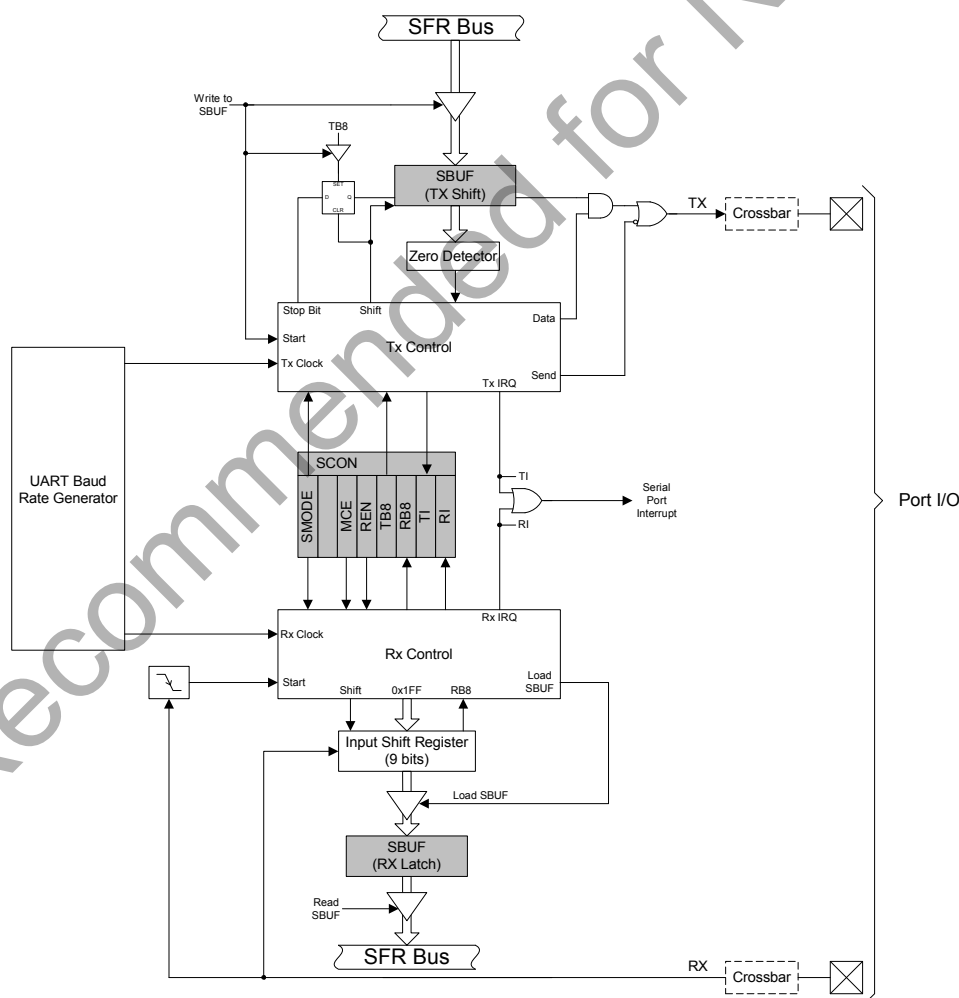 SFR Bus
Write to
SBUF
TB8
SET
D
Q
CLR
SBUF
(TX Shift)
TX
Crossbar
Zero Detector
Stop Bit
Shift
Data
Start
Tx Control
Tx Clock
Send
Tx IRQ
UART Baud
Rate Generator
SCON
SMODE
MCE
REN
TB8
RB8
TI
RI
TI
RI
Serial
Port
Interrupt
Port I/O
Rx IRQ
Rx Clock
Rx Control
Start
Load
SBUF
Shift
0x1FF
RB8
Input Shift Register
(9 bits)
Load SBUF
SBUF
(RX Latch)
Read
SBUF
SFR Bus
RX
Crossbar
ecommended for N